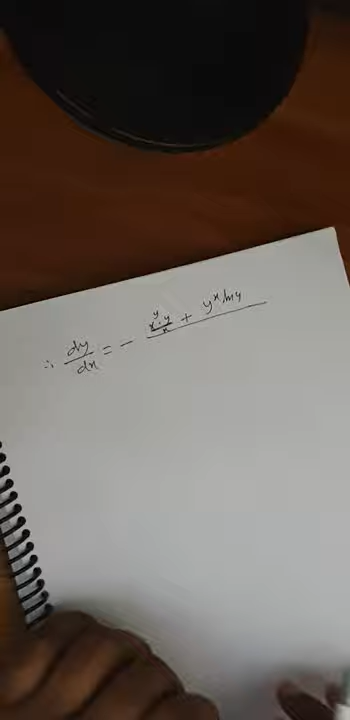 ∴ dy/dx = - (x^y · y/x + y^x ln y)/